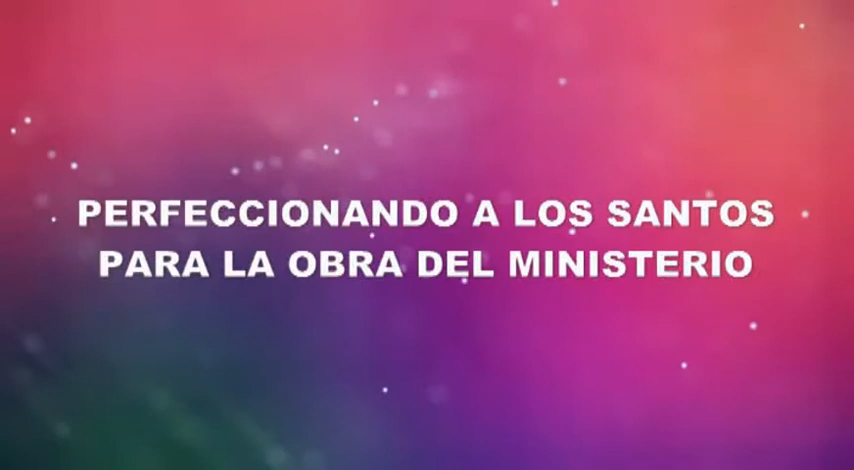 PERFECCIONANDO A LOS SANTOS
PARA LA OBRA DEL MINISTERIO